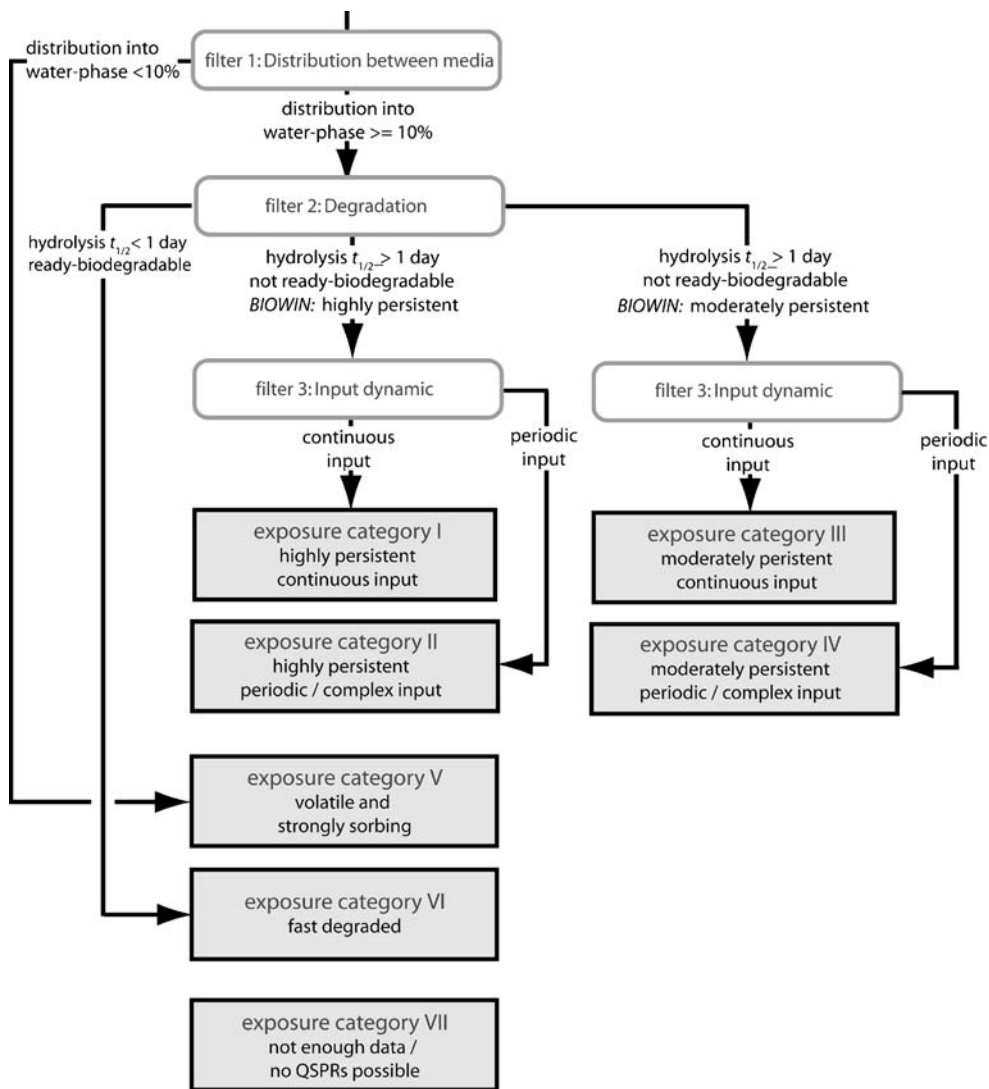 distribution into
water-phase <10%
filter 1: Distribution between media
distribution into
water-phase >= 10%
filter 2: Degradation
hydrolysis t1/2 < 1 day
ready-biodegradable
hydrolysis t1/2 > 1 day
not ready-biodegradable
BIOWIN: highly persistent
hydrolysis t1/2 > 1 day
not ready-biodegradable
BIOWIN: moderately persistent
filter 3: Input dynamic
continuous
input
periodic
input
filter 3: Input dynamic
continuous
input
periodic
input
exposure category I
highly persistent
continuous input
exposure category III
moderately peristent
continuous input
exposure category II
highly persistent
periodic / complex input
exposure category IV
moderately persistent
periodic / complex input
exposure category V
volatile and
strongly sorbing
exposure category VI
fast degraded
exposure category VII
not enough data /
no QSPRs possible